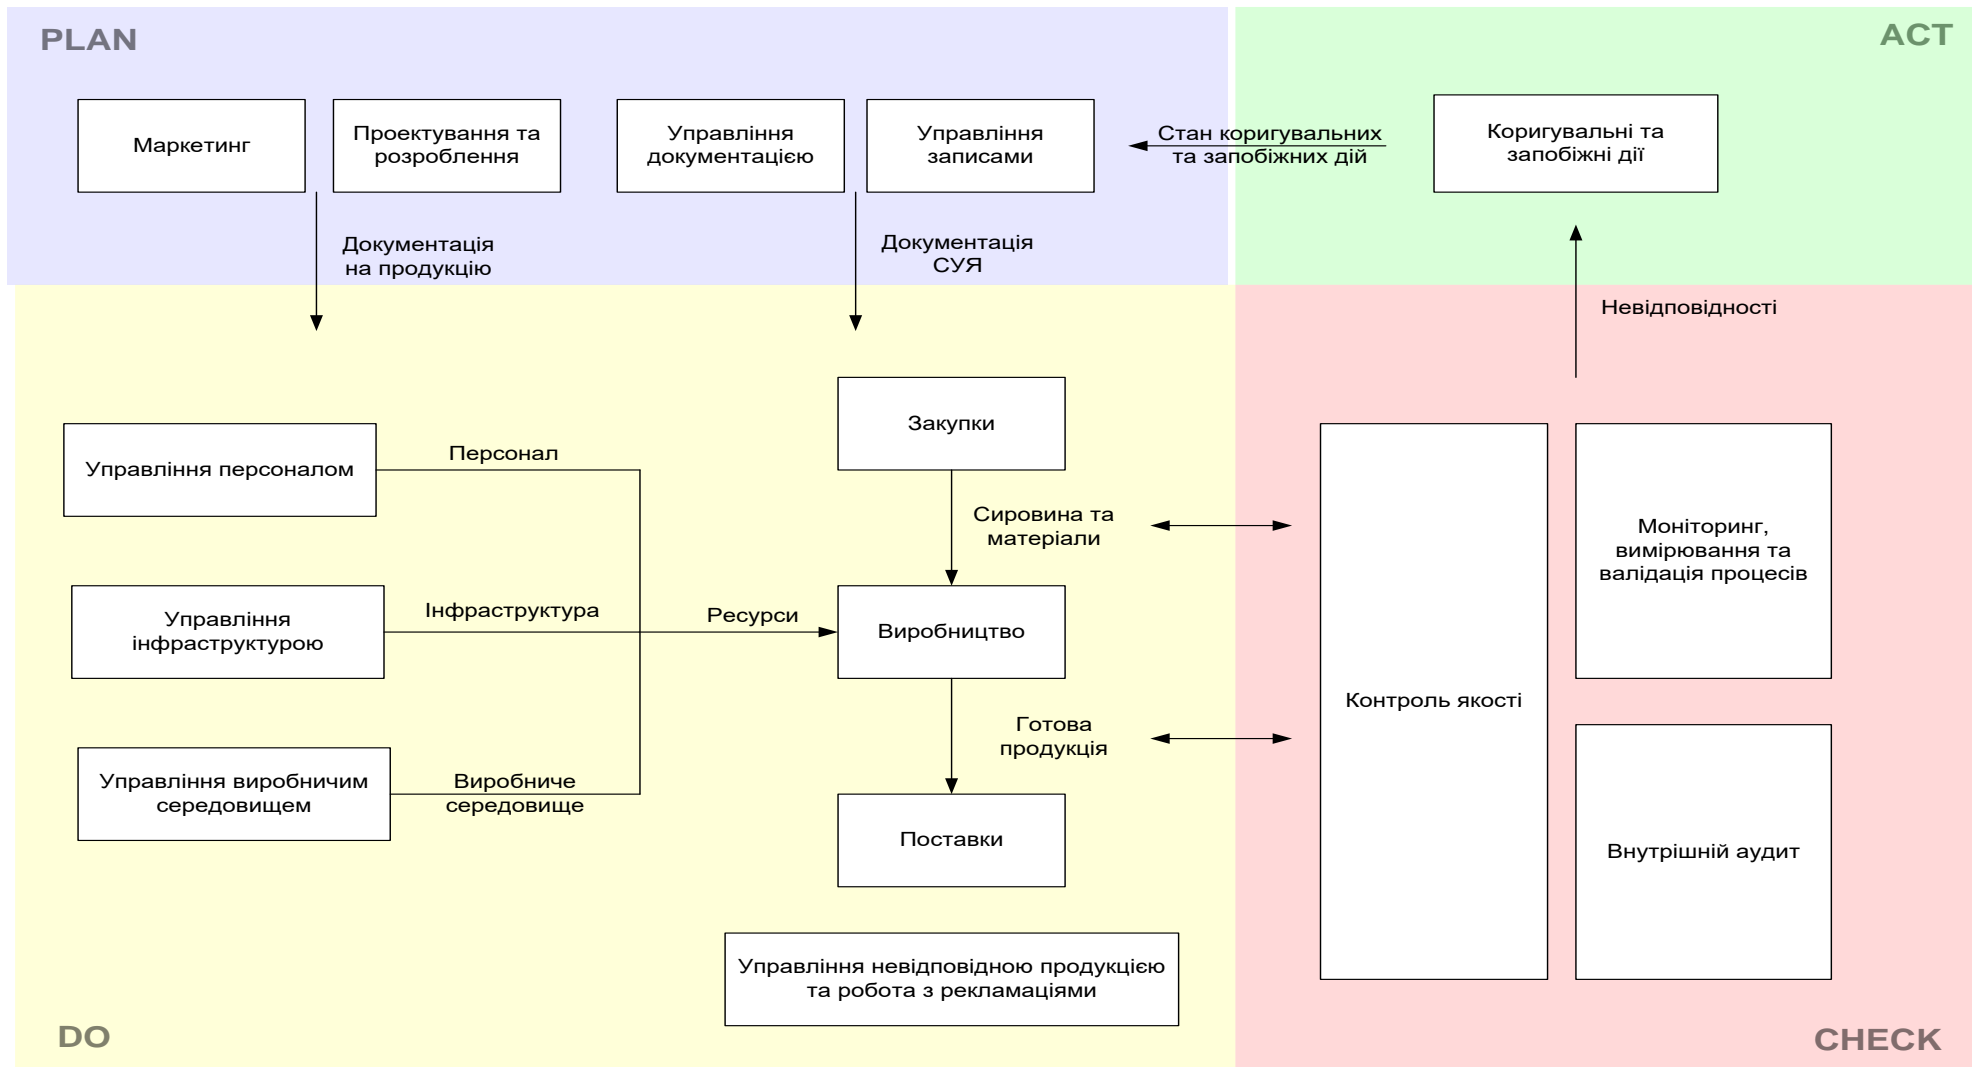 PLAN
ACT
Маркетинг
Проектування та
розроблення
Управління
документацією
Управління
записами
Стан коригувальних
та запобіжних дій
Коригувальні та
запобіжні дії
Документація
на продукцію
Документація
СУЯ
Невідповідності
Закупки
Управління персоналом
Персонал
Сировина та
матеріали
Моніторинг,
вимірювання та
валідація процесів
Управління
інфраструктурою
Інфраструктура
Ресурси
Виробництво
Контроль якості
Готова
продукція
Управління виробничим
середовищем
Виробниче
середовище
Поставки
Внутрішній аудит
Управління невідповідною продукцією
та робота з рекламаціями
DO
CHECK